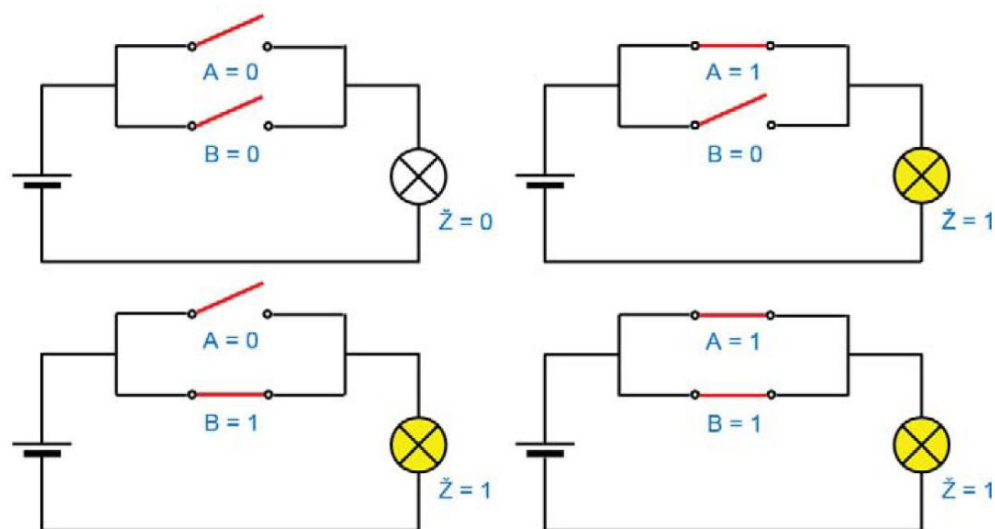 A = 0
B = 0
Ž = 0
A = 1
B = 0
Ž = 1
A = 0
B = 1
Ž = 1
A = 1
B = 1
Ž = 1